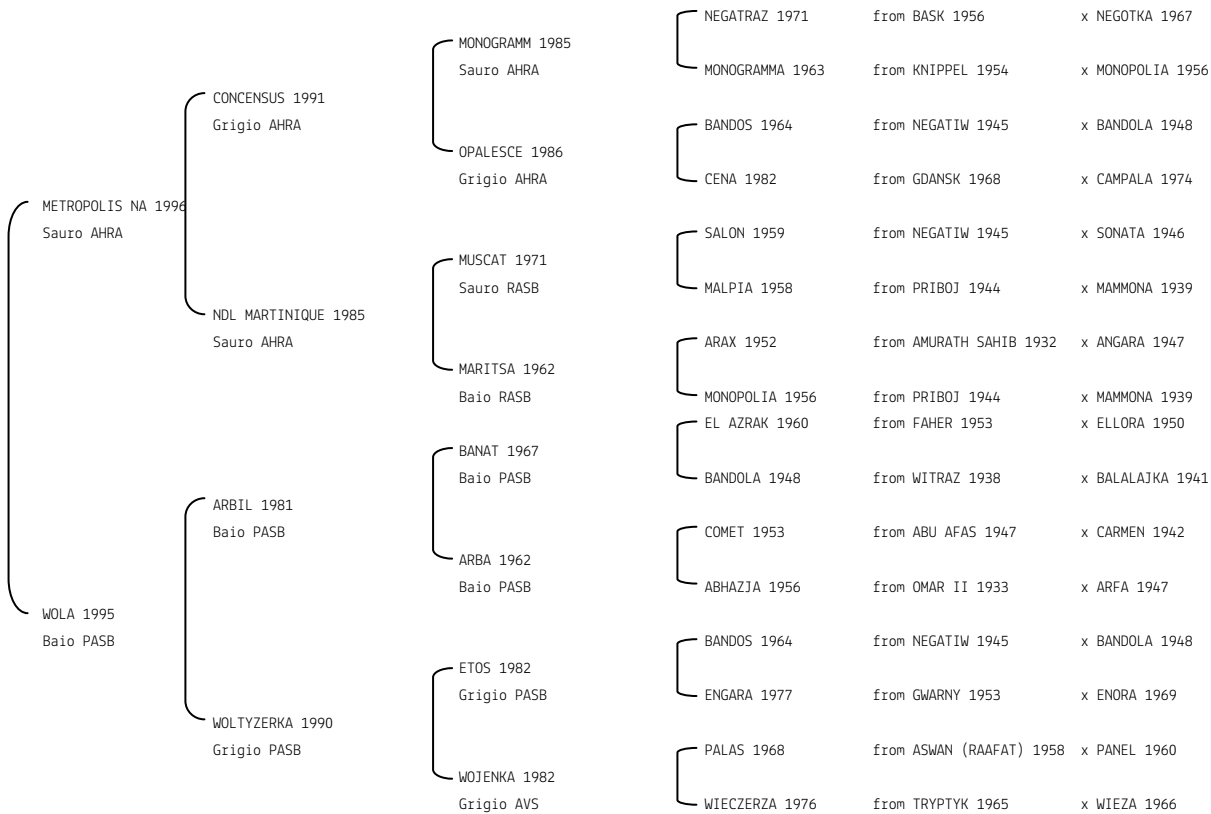 NEGATRAZ 1971 from BASK 1956 x NEGOTKA 1967
MONOGRAMM 1985
Sauro AHRA
MONOGRAMMA 1963 from KNIPPEL 1954 x MONOPOLIA 1956
CONCENSUS 1991
Grigio AHRA
BANDOS 1964 from NEGATIW 1945 x BANDOLA 1948
OPALESCE 1986
Grigio AHRA
CENA 1982 from GDANSK 1968 x CAMPALA 1974
METROPOLIS NA 1996
Sauro AHRA
SALON 1959 from NEGATIW 1945 x SONATA 1946
MUSCAT 1971
Sauro RASB
MALPIA 1958 from PRIBOJ 1944 x MAMMONA 1939
NDL MARTINIQUE 1985
Sauro AHRA
ARAX 1952 from AMURATH SAHIB 1932 x ANGARA 1947
MARITSA 1962
Baio RASB
MONOPOLIA 1956 from PRIBOJ 1944 x MAMMONA 1939
EL AZRAK 1960 from FAHER 1953 x ELLORA 1950
BANAT 1967
Baio PASB
BANDOLA 1948 from WITRAZ 1938 x BALALAJKA 1941
ARBIL 1981
Baio PASB
COMET 1953 from ABU AFAS 1947 x CARMEN 1942
ARBA 1962
Baio PASB
ABHAZJA 1956 from OMAR II 1933 x ARFA 1947
WOLA 1995
Baio PASB
BANDOS 1964 from NEGATIW 1945 x BANDOLA 1948
ETOS 1982
Grigio PASB
ENGARA 1977 from GWARNY 1953 x ENORA 1969
WOLTYZERKA 1990
Grigio PASB
PALAS 1968 from ASWAN (RAAFAT) 1958 x PANEL 1960
WOJENKA 1982
Grigio AVS
WIECZERZA 1976 from TRYPTYK 1965 x WIEZA 1966